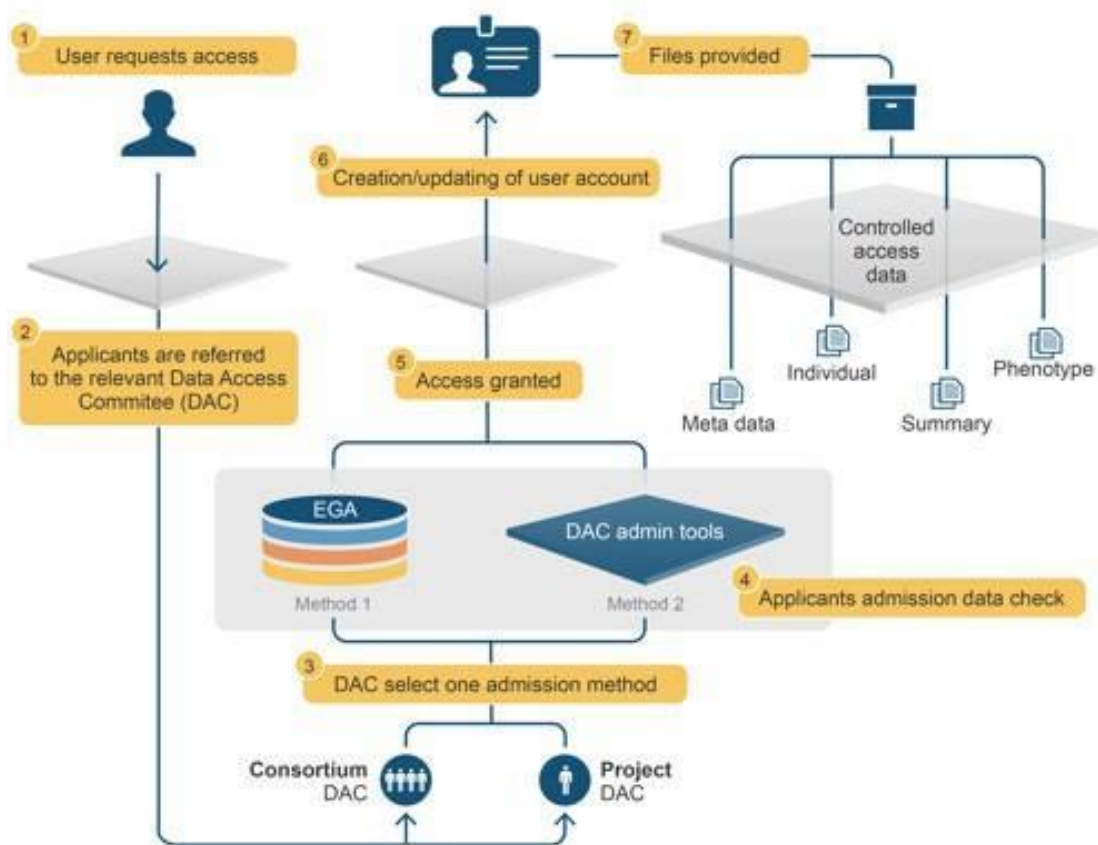 1
User requests access
2
Applicants are referred
to the relevant Data Access
Commitee (DAC)
Consortium
DAC
Project
DAC
3
DAC select one admission method
EGA
Method 1
DAC admin tools
Method 2
4
Applicants admission data check
5
Access granted
6
Creation/updating of user account
7
Files provided
Controlled
access
data
Meta data
Individual
Summary
Phenotype